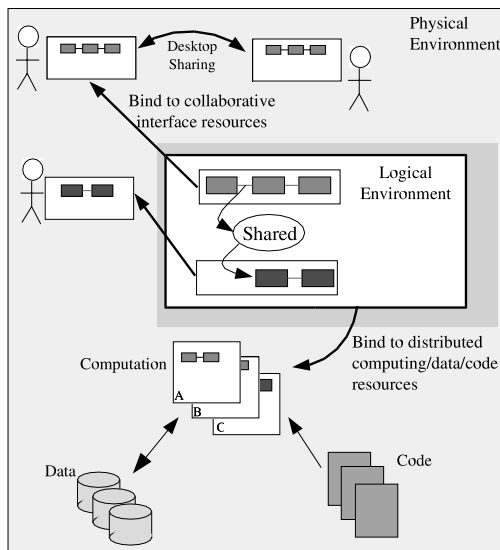 Physical
Environment
Desktop
Sharing
Bind to collaborative
interface resources
Logical
Environment
Shared
Bind to distributed
computing/data/code
resources
Computation
A
B
C
Data
Code